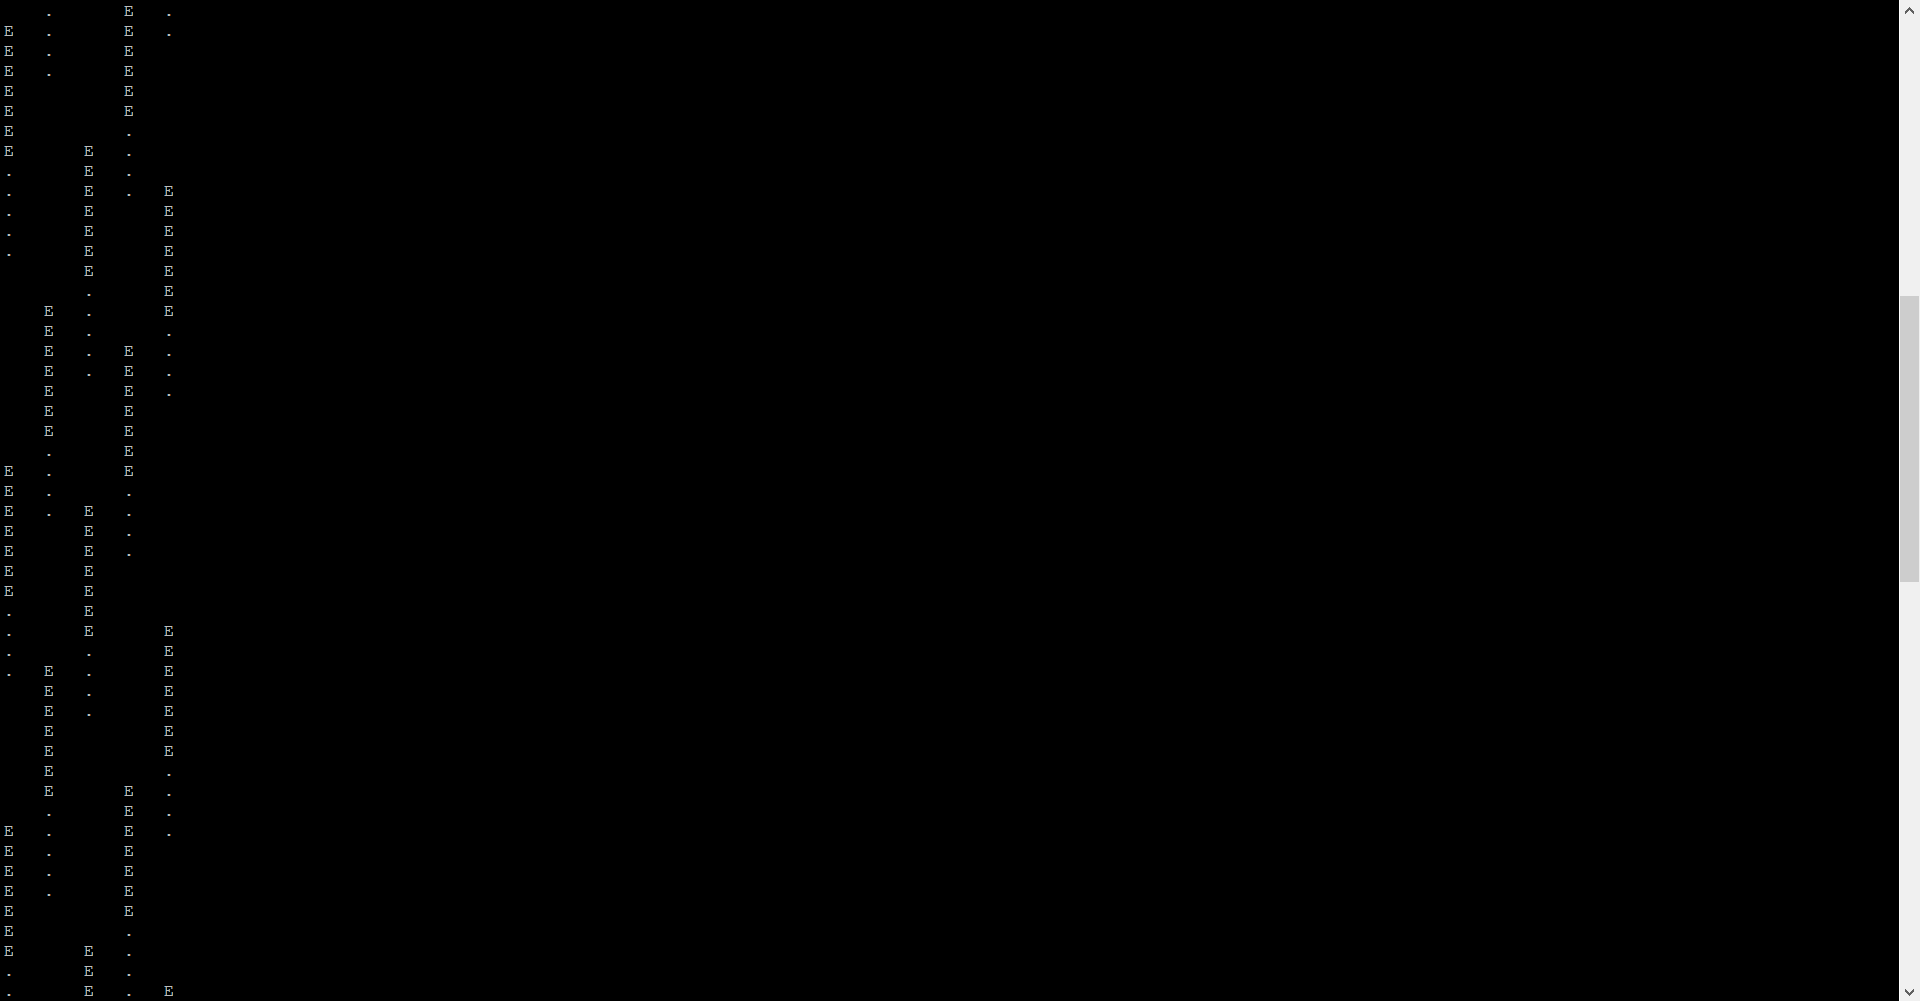 .       E   .
E   .       E   .
E   .       E
E   .       E
E           E
E           E
E           .
E       E   .
.       E   .
.       E   .   E
.       E       E
.       E       E
.       E       E
        E       E
        .       E
    E   .       E
    E   .       .
    E   .   E   .
    E   .   E   .
    E       E   .
    E       E
    E       E
    .       E
E   .       E
E   .       .
E   .   E   .
E       E   .
E       E   .
E       E
E       E
.       E
.       E       E
.       .       E
.   E   .       E
    E   .       E
    E   .       E
    E           E
    E           E
    E           .
    E       E   .
    .       E   .
E   .       E   .
E   .       E
E   .       E
E   .       E
E           E
E           .
E       E   .
.       E   .
.       E   .   E